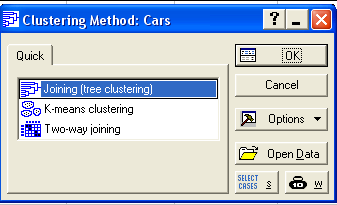 Clustering Method: Cars
?
Quick
OK
Joining (tree clustering)
Cancel
K-means clustering
Two-way joining
Options
Open Data
SELECT
CASES
S
W